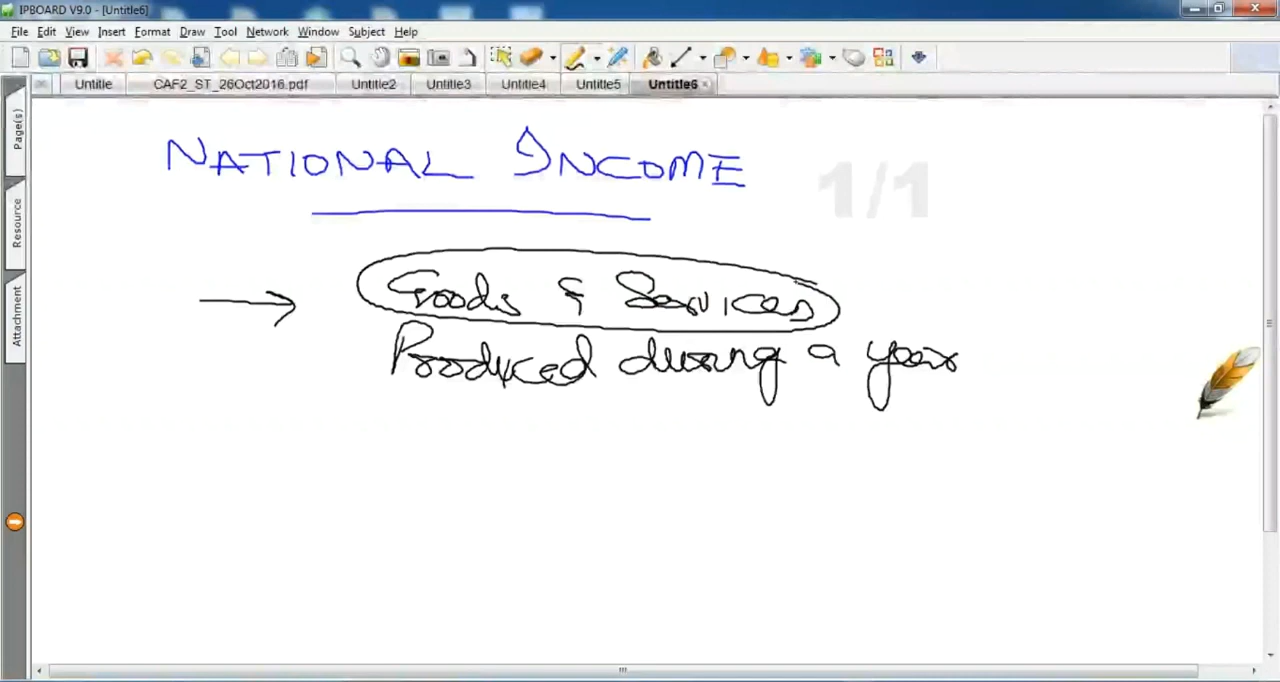 IPBOARD V9.0 - [Untitle6]
File Edit View Insert Format Draw Tool Network Window Subject Help
Untitle CAF2_ST_26Oct2016.pdf Untitle2 Untitle3 Untitle4 Untitle5 Untitle6
Page(s)
Resource
Attachment
NATIONAL INCOME
1/1
Goods & Services
Produced during a year